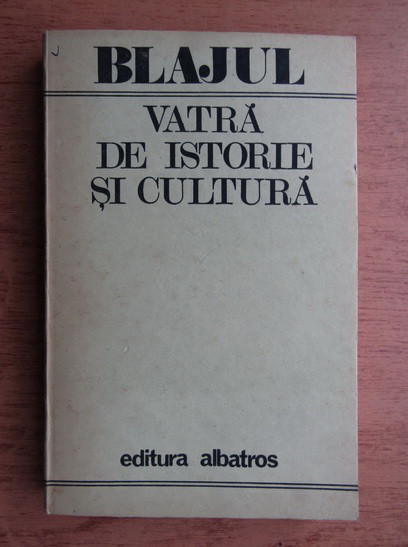 BLAJUL
VATRĂ
DE ISTORIE
ȘI CULTURĂ
editura albatros